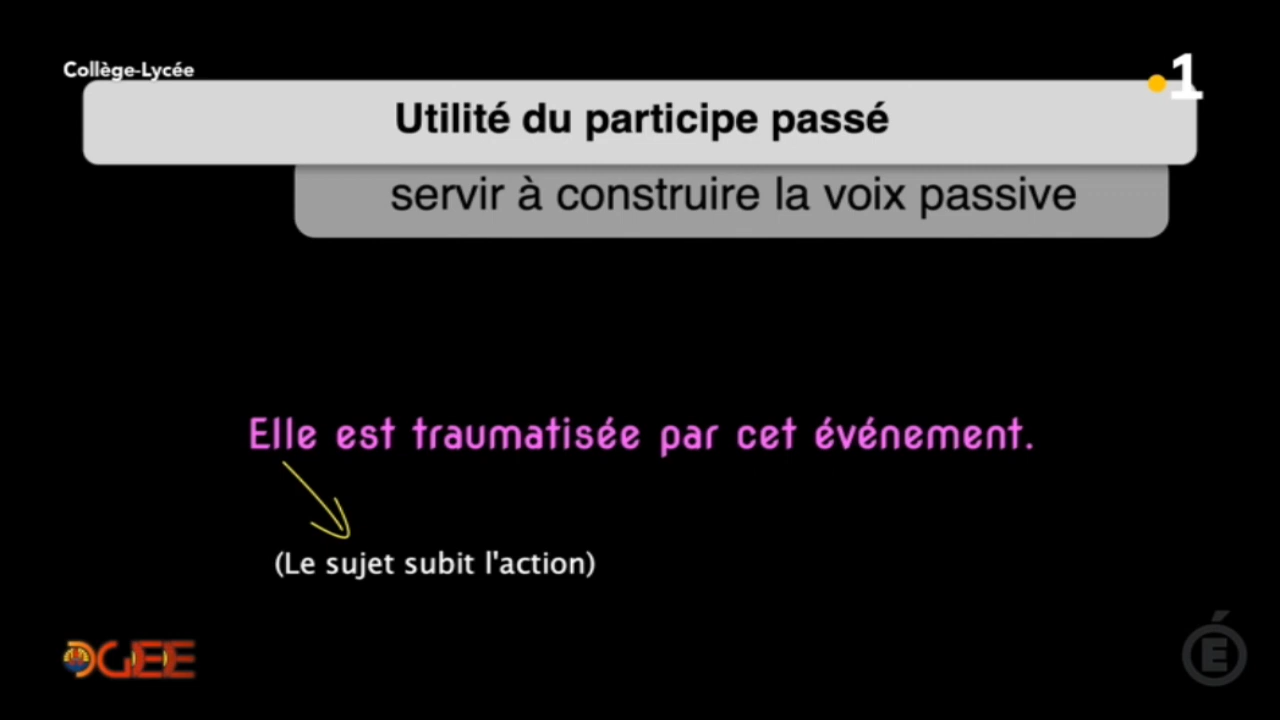 Collège-Lycée
1
Utilité du participe passé
servir à construire la voix passive
Elle est traumatisée par cet événement.
(Le sujet subit l'action)
DGEE
É